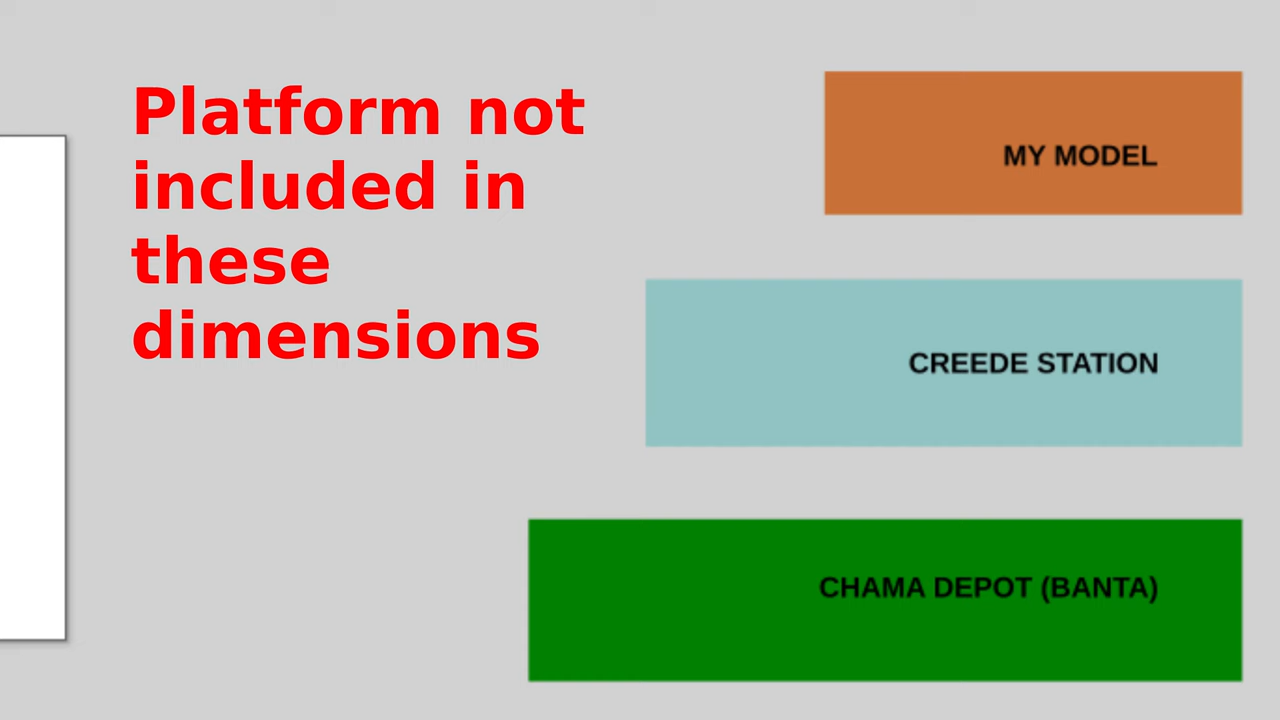 Platform not
included in
these
dimensions
MY MODEL
CREEDE STATION
CHAMA DEPOT (BANTA)